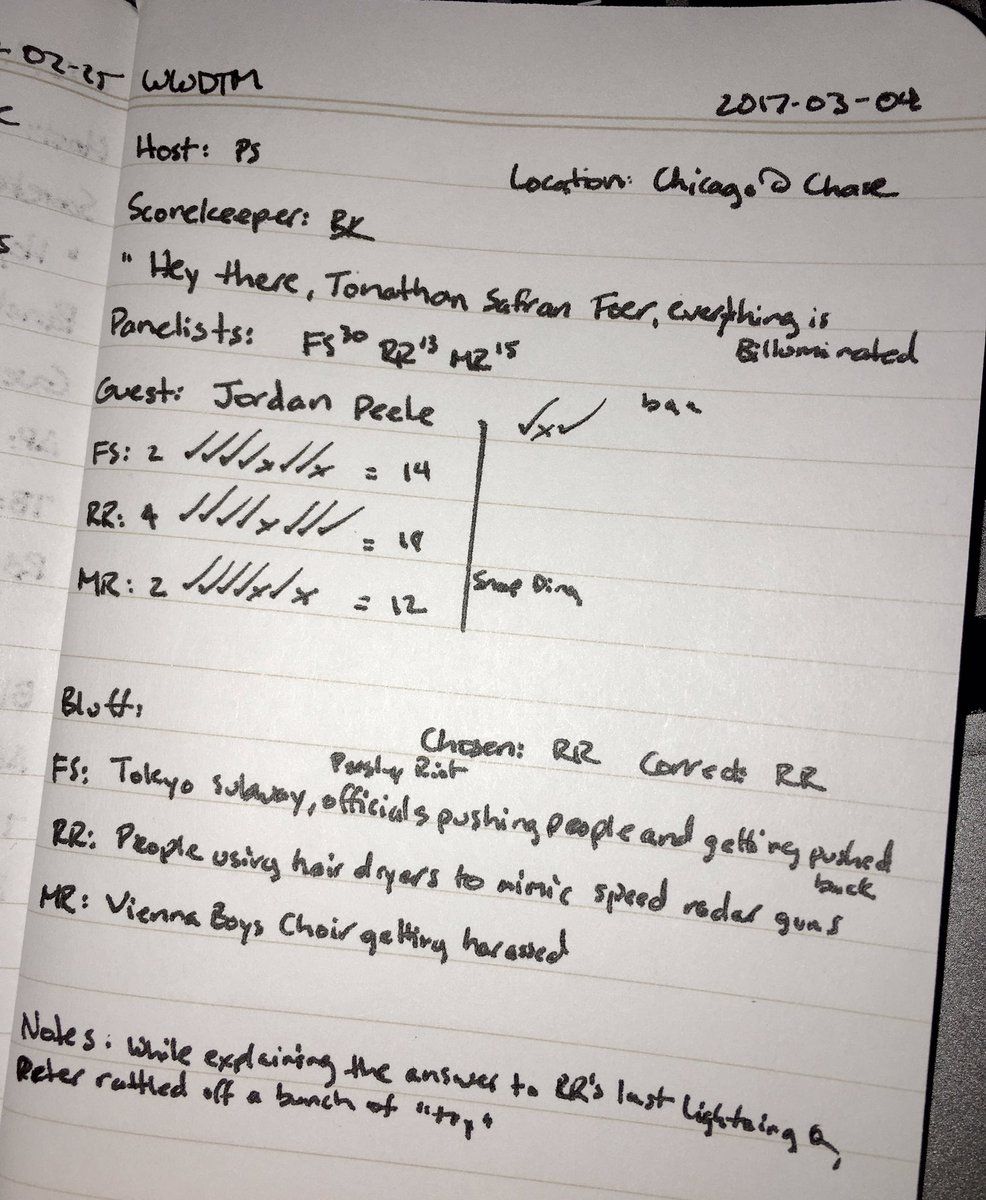 -02-25 WWDTM
2017-03-04
Host: PS
Location: Chicago @ Chase
Scorekeeper: BK
"Hey there, Jonathan Safran Foer, everything is
Billuminated
Panelists: FS 30 RR '13 MR '15
Guest: Jordan Peele
✓x✓
FS: 2 ✓✓✓✓x✓✓x = 14
RR: 4 ✓✓✓✓x✓✓✓ = 18
MR: 2 ✓✓✓✓x✓x = 12
Snap Ding
Bluff:
Chosen: RR Correct: RR
Pushy Riot
FS: Tokyo subway, officials pushing people and getting pushed
back
RR: People using hair dryers to mimic speed radar guns
MR: Vienna Boys Choir getting harassed
Notes: While explaining the answer to RR's last Lightning Q,
Peter rattled off a bunch of "try"